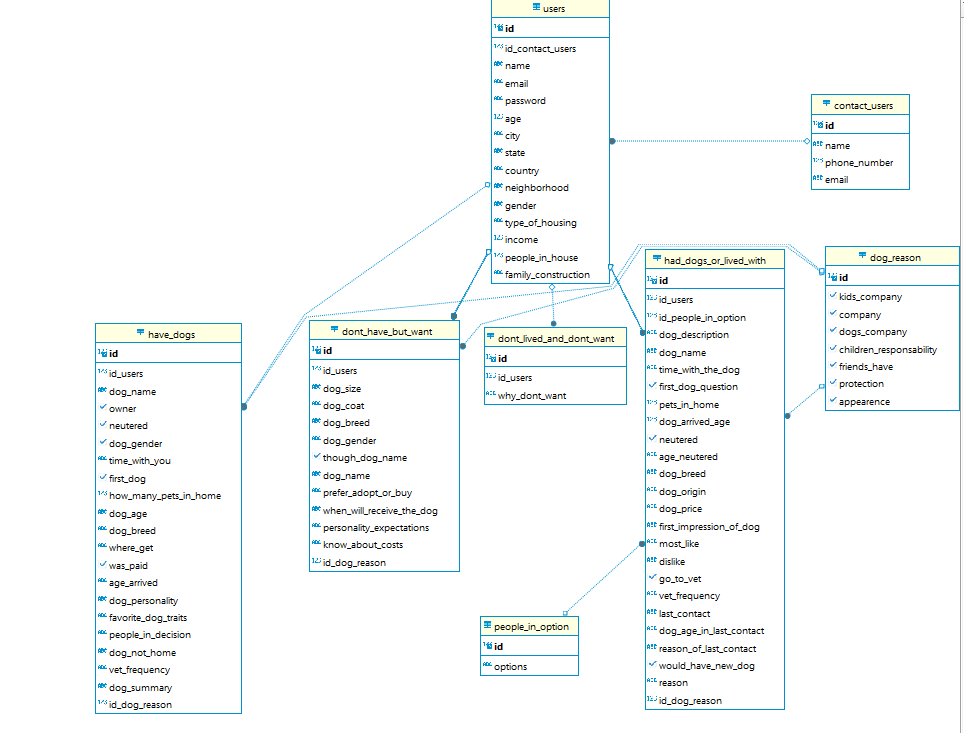 users
id
id_contact_users
name
email
password
age
city
state
country
neighborhood
gender
type_of_housing
income
people_in_house
family_construction
contact_users
id
name
phone_number
email
have_dogs
id
id_users
dog_name
owner
neutered
dog_gender
time_with_you
first_dog
how_many_pets_in_home
dog_age
dog_breed
where_get
was_paid
age_arrived
dog_personality
favorite_dog_traits
people_in_decision
dog_not_home
vet_frequency
dog_summary
id_dog_reason
dont_have_but_want
id
id_users
dog_size
dog_coat
dog_breed
dog_gender
though_dog_name
dog_name
prefer_adopt_or_buy
when_will_receive_the_dog
personality_expectations
know_about_costs
id_dog_reason
dont_lived_and_dont_want
id
id_users
why_dont_want
people_in_option
id
options
had_dogs_or_lived_with
id
id_users
id_people_in_option
dog_description
dog_name
time_with_the_dog
first_dog_question
pets_in_home
dog_arrived_age
neutered
age_neutered
dog_breed
dog_origin
dog_price
first_impression_of_dog
most_like
dislike
go_to_vet
vet_frequency
last_contact
dog_age_in_last_contact
reason_of_last_contact
would_have_new_dog
reason
id_dog_reason
dog_reason
id
kids_company
company
dogs_company
children_responsability
friends_have
protection
appearence